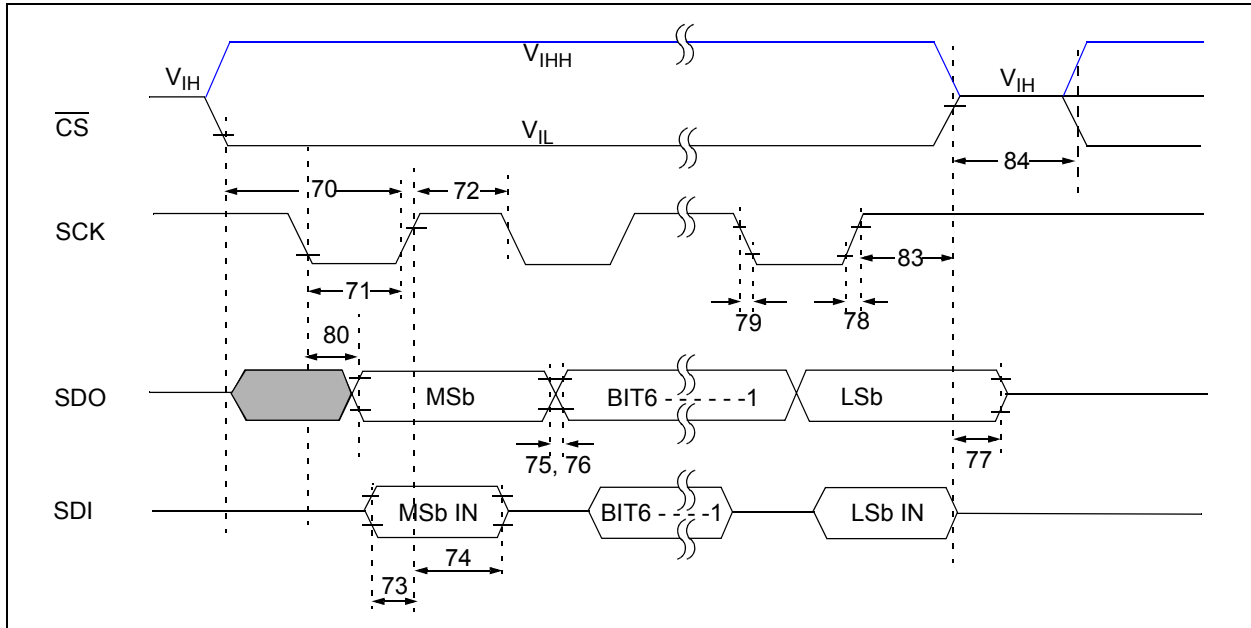 VIHH
VIH
VIH
CS
VIL
84
70
72
SCK
83
71
79
78
80
SDO
MSb
BIT6 - - - - - - -1
LSb
75, 76
77
SDI
MSb IN
BIT6 - - - - -1
LSb IN
74
73